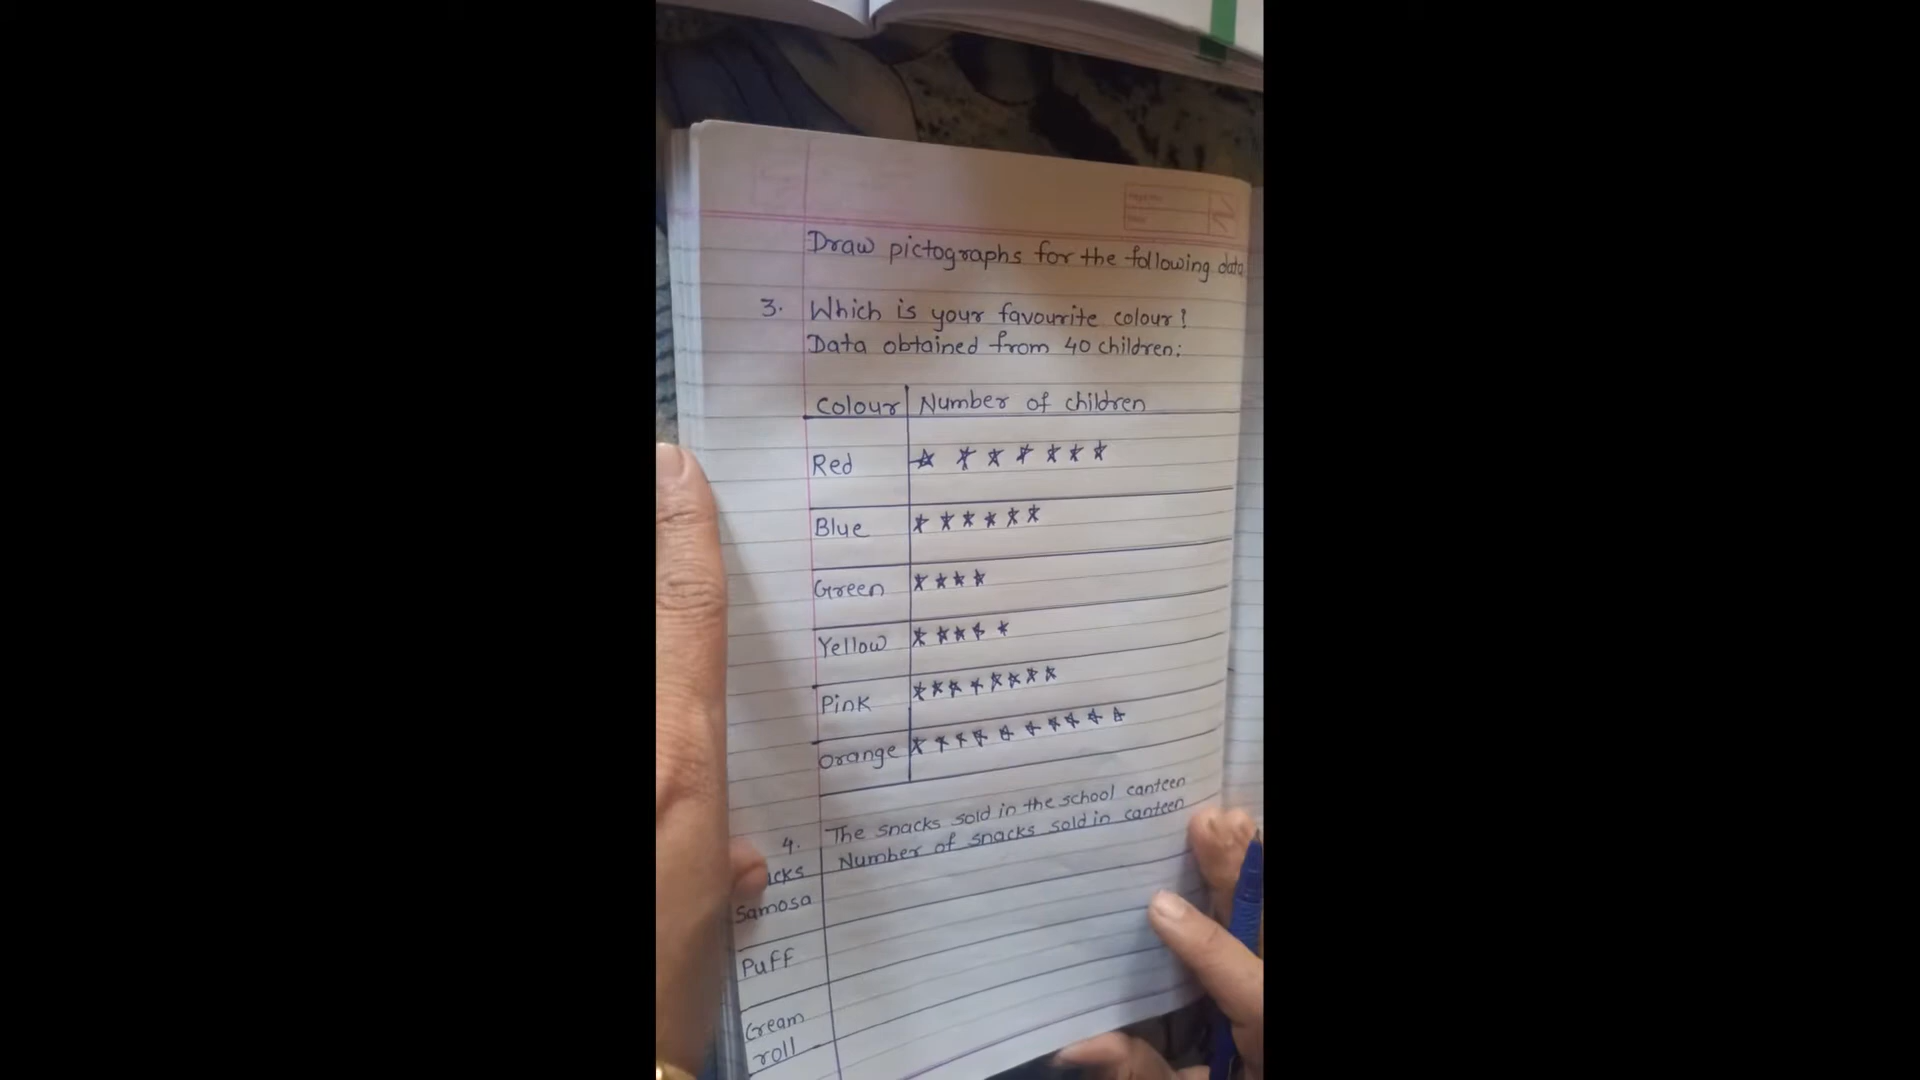 Draw pictographs for the following data
3. Which is your favourite colour?
Data obtained from 40 children:
Colour Number of children
Red ★ ★ ★ ★ ★ ★ ★
Blue ★ ★ ★ ★ ★ ★
Green ★ ★ ★ ★
Yellow ★ ★ ★ ★ ★
Pink ★ ★ ★ ★ ★ ★ ★ ★
Orange ★ ★ ★ ★ ★ ★ ★ ★ ★ ★
4. The snacks sold in the school canteen
Number of snacks sold in canteen
Samosa
Puff
Cream
roll